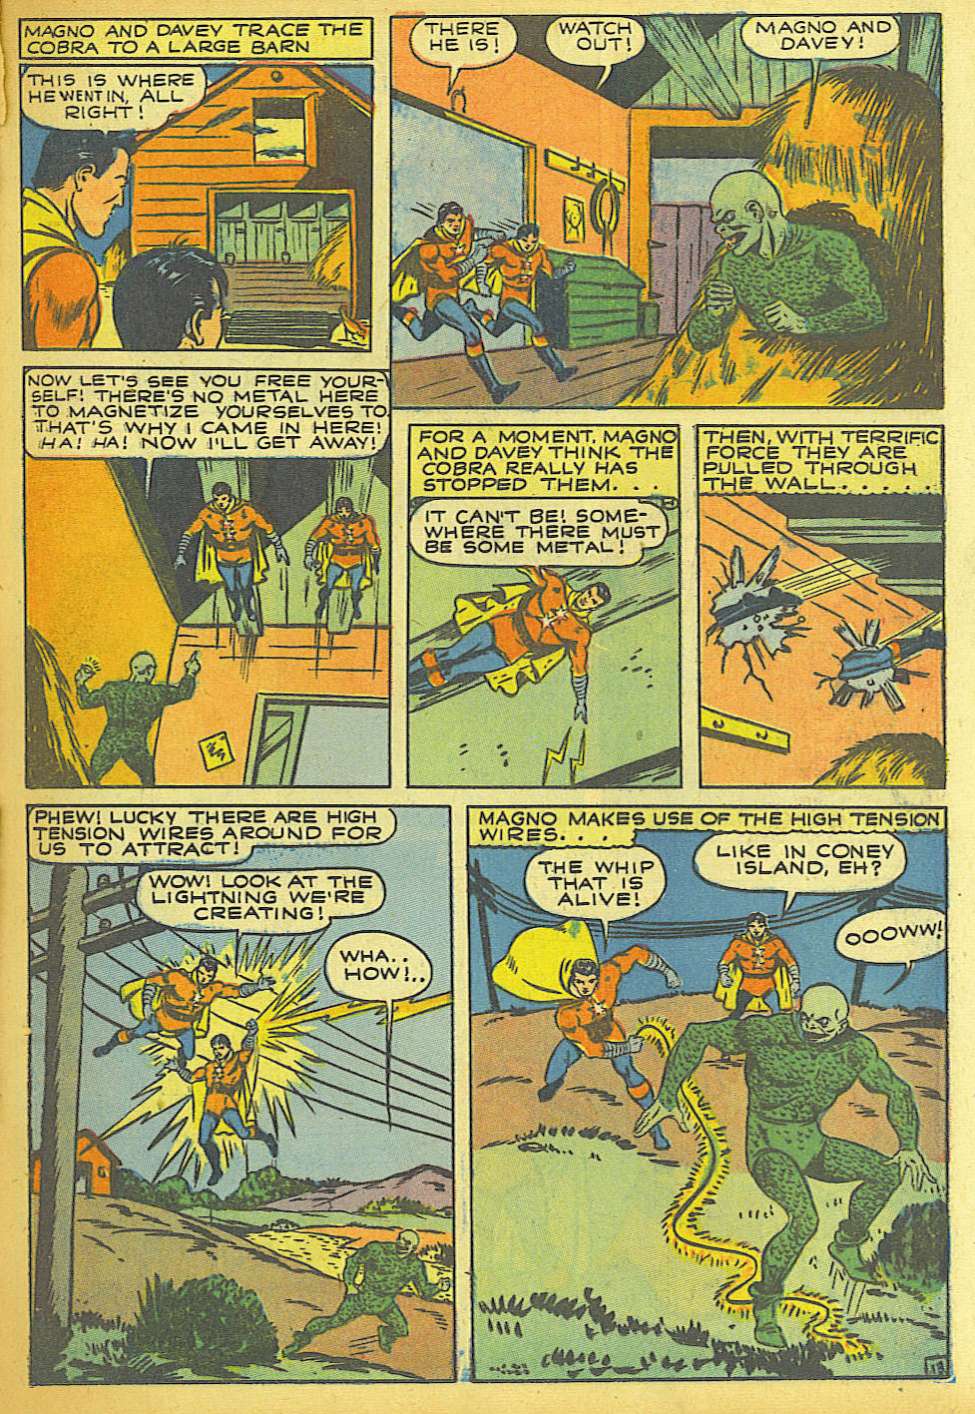 MAGNO AND DAVEY TRACE THE
COBRA TO A LARGE BARN
THIS IS WHERE
HE WENT IN, ALL
RIGHT!
THERE
HE IS!
WATCH
OUT!
MAGNO AND
DAVEY!
NOW LET'S SEE YOU FREE YOUR-
SELF! THERE'S NO METAL HERE
TO MAGNETIZE YOURSELVES TO.
THAT'S WHY I CAME IN HERE!
HA! HA! NOW I'LL GET AWAY!
FOR A MOMENT, MAGNO
AND DAVEY THINK THE
COBRA REALLY HAS
STOPPED THEM. . .
IT CAN'T BE! SOME-
WHERE THERE MUST
BE SOME METAL!
THEN, WITH TERRIFIC
FORCE THEY ARE
PULLED THROUGH
THE WALL. . . . .
PHEW! LUCKY THERE ARE HIGH
TENSION WIRES AROUND FOR
US TO ATTRACT!
WOW! LOOK AT THE
LIGHTNING WE'RE
CREATING!
WHA..
HOW!..
MAGNO MAKES USE OF THE HIGH TENSION
WIRES. . .
THE WHIP
THAT IS
ALIVE!
LIKE IN CONEY
ISLAND, EH?
OOOWW!
13